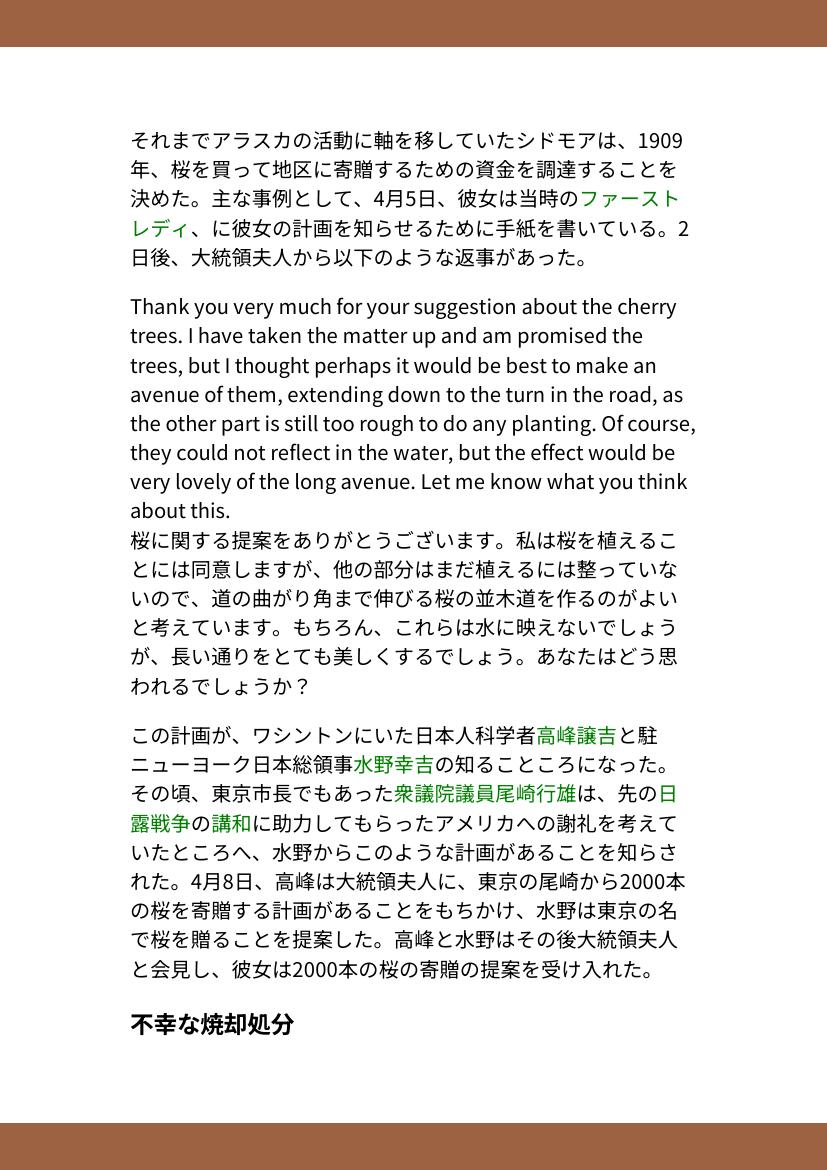 それまでアラスカの活動に軸を移していたシドモアは、1909
年、桜を買って地区に寄贈するための資金を調達することを
決めた。主な事例として、4月5日、彼女は当時のファースト
レディ、に彼女の計画を知らせるために手紙を書いている。2
日後、大統領夫人から以下のような返事があった。
Thank you very much for your suggestion about the cherry
trees. I have taken the matter up and am promised the
trees, but I thought perhaps it would be best to make an
avenue of them, extending down to the turn in the road, as
the other part is still too rough to do any planting. Of course,
they could not reflect in the water, but the effect would be
very lovely of the long avenue. Let me know what you think
about this.
桜に関する提案をありがとうございます。私は桜を植えるこ
とには同意しますが、他の部分はまだ植えるには整っていな
いので、道の曲がり角まで伸びる桜の並木道を作るのがよい
と考えています。もちろん、これらは水に映えないでしょう
が、長い通りをとても美しくするでしょう。あなたはどう思
われるでしょうか？
この計画が、ワシントンにいた日本人科学者高峰譲吉と駐
ニューヨーク日本総領事水野幸吉の知ることころになった。
その頃、東京市長でもあった衆議院議員尾崎行雄は、先の日
露戦争の講和に助力してもらったアメリカへの謝礼を考えて
いたところへ、水野からこのような計画があることを知らさ
れた。4月8日、高峰は大統領夫人に、東京の尾崎から2000本
の桜を寄贈する計画があることをもちかけ、水野は東京の名
で桜を贈ることを提案した。高峰と水野はその後大統領夫人
と会見し、彼女は2000本の桜の寄贈の提案を受け入れた。
不幸な焼却処分